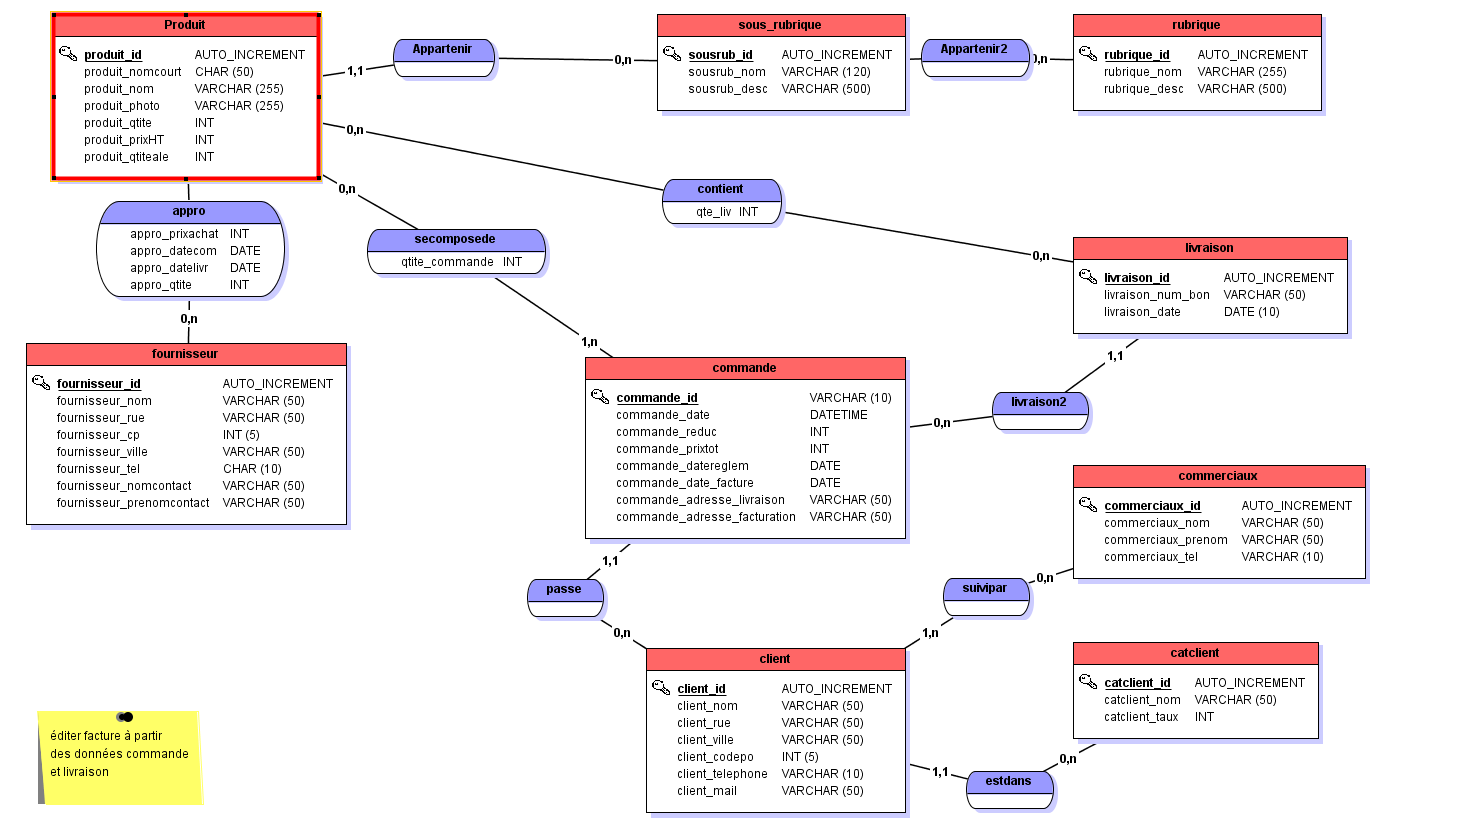 Produit
produit_id AUTO_INCREMENT
produit_nomcourt CHAR (50)
produit_nom VARCHAR (255)
produit_photo VARCHAR (255)
produit_qtite INT
produit_prixHT INT
produit_qtiteale INT
1,1
Appartenir
0,n
sous_rubrique
sousrub_id AUTO_INCREMENT
sousrub_nom VARCHAR (120)
sousrub_desc VARCHAR (500)
Appartenir2
0,n
rubrique
rubrique_id AUTO_INCREMENT
rubrique_nom VARCHAR (255)
rubrique_desc VARCHAR (500)
0,n
contient
qte_liv INT
0,n
0,n
secomposede
qtite_commande INT
1,n
appro
appro_prixachat INT
appro_datecom DATE
appro_datelivr DATE
appro_qtite INT
0,n
livraison
livraison_id AUTO_INCREMENT
livraison_num_bon VARCHAR (50)
livraison_date DATE (10)
1,1
livraison2
0,n
fournisseur
fournisseur_id AUTO_INCREMENT
fournisseur_nom VARCHAR (50)
fournisseur_rue VARCHAR (50)
fournisseur_cp INT (5)
fournisseur_ville VARCHAR (50)
fournisseur_tel CHAR (10)
fournisseur_nomcontact VARCHAR (50)
fournisseur_prenomcontact VARCHAR (50)
commande
commande_id VARCHAR (10)
commande_date DATETIME
commande_reduc INT
commande_prixtot INT
commande_datereglem DATE
commande_date_facture DATE
commande_adresse_livraison VARCHAR (50)
commande_adresse_facturation VARCHAR (50)
1,1
passe
0,n
commerciaux
commerciaux_id AUTO_INCREMENT
commerciaux_nom VARCHAR (50)
commerciaux_prenom VARCHAR (50)
commerciaux_tel VARCHAR (10)
0,n
suivipar
1,n
client
client_id AUTO_INCREMENT
client_nom VARCHAR (50)
client_rue VARCHAR (50)
client_ville VARCHAR (50)
client_codepo INT (5)
client_telephone VARCHAR (10)
client_mail VARCHAR (50)
catclient
catclient_id AUTO_INCREMENT
catclient_nom VARCHAR (50)
catclient_taux INT
0,n
1,1
estdans
éditer facture à partir
des données commande
et livraison